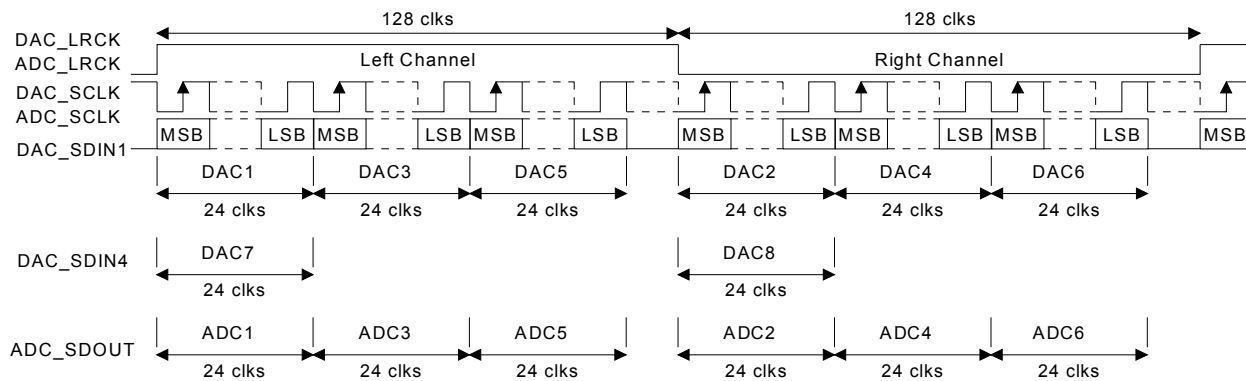 128 clks 128 clks
DAC_LRCK
ADC_LRCK Left Channel Right Channel
DAC_SCLK
ADC_SCLK
DAC_SDIN1 MSB LSB MSB LSB MSB LSB MSB LSB MSB LSB MSB LSB MSB
DAC1 DAC3 DAC5 DAC2 DAC4 DAC6
24 clks 24 clks 24 clks 24 clks 24 clks 24 clks
DAC_SDIN4 DAC7 DAC8
24 clks 24 clks
ADC_SDOUT ADC1 ADC3 ADC5 ADC2 ADC4 ADC6
24 clks 24 clks 24 clks 24 clks 24 clks 24 clks